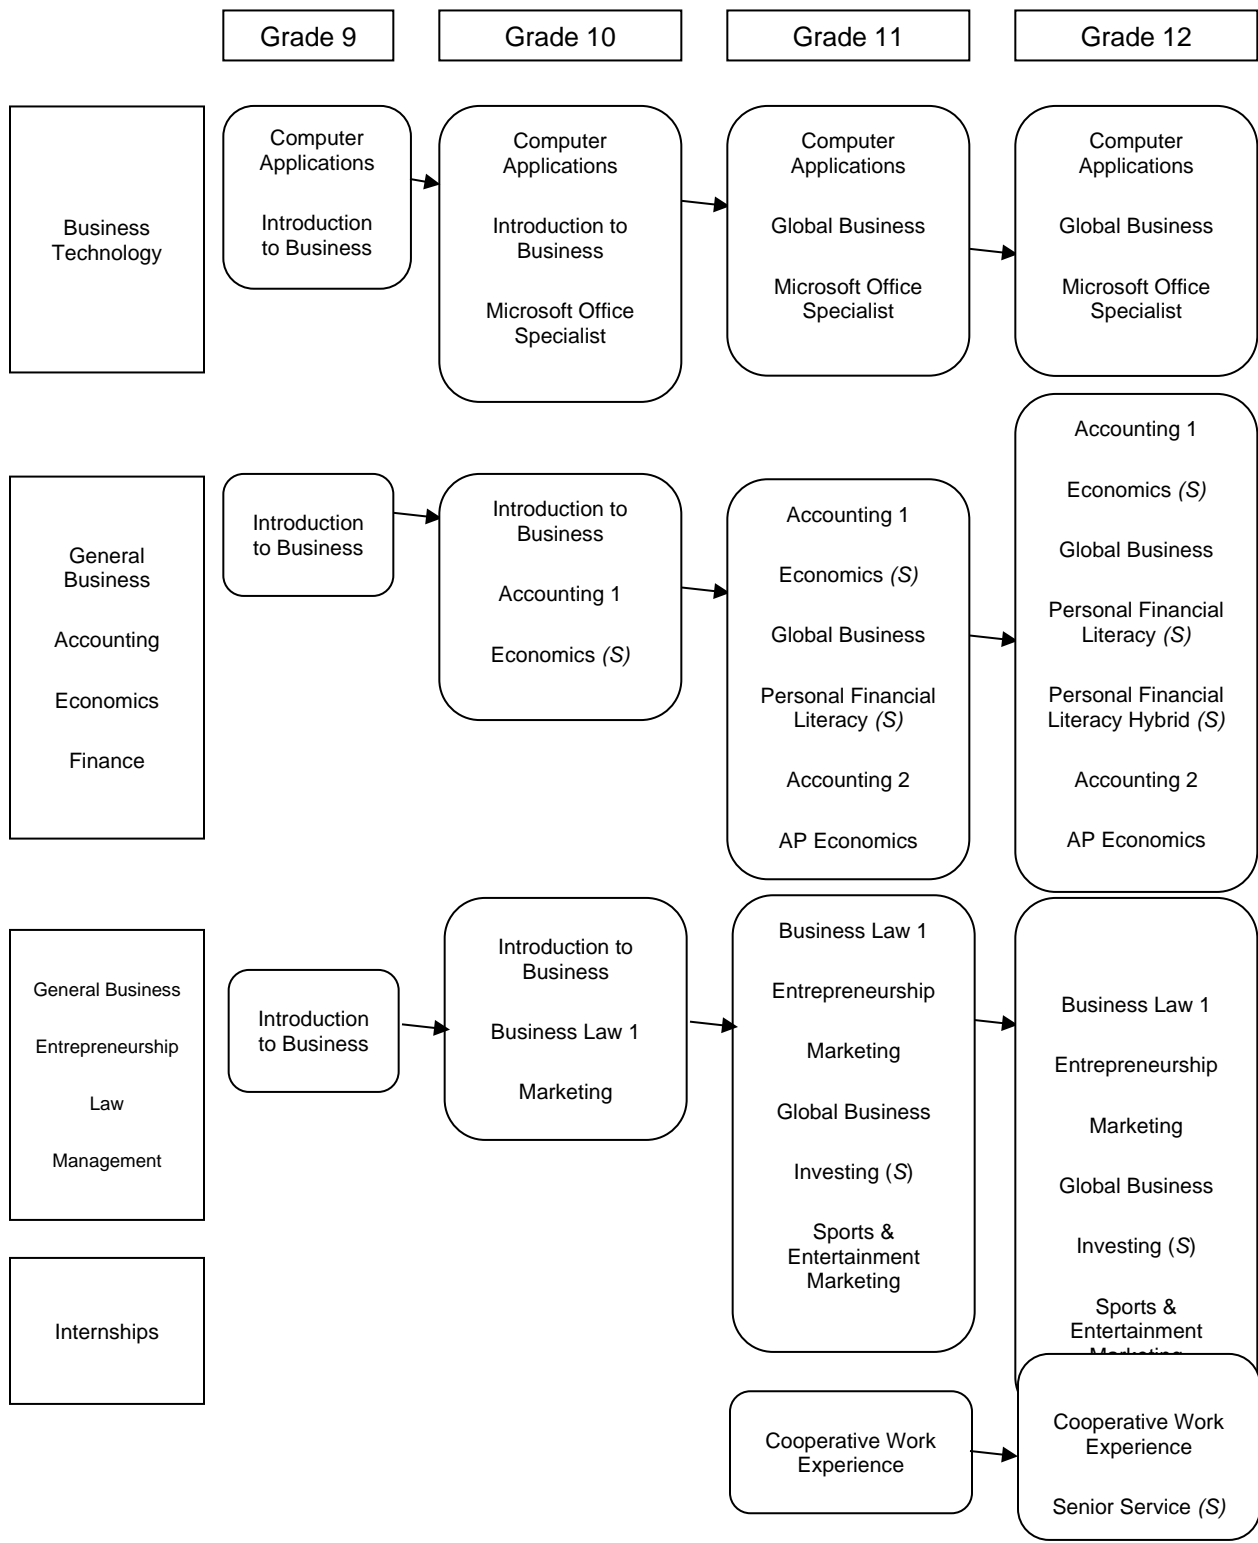 Grade 9
Grade 10
Grade 11
Grade 12
Business
Technology
Computer
Applications
Introduction
to Business
Computer
Applications
Introduction to
Business
Microsoft Office
Specialist
Computer
Applications
Global Business
Microsoft Office
Specialist
Computer
Applications
Global Business
Microsoft Office
Specialist
General
Business
Accounting
Economics
Finance
Introduction
to Business
Introduction to
Business
Accounting 1
Economics (S)
Accounting 1
Economics (S)
Global Business
Personal Financial
Literacy (S)
Accounting 2
AP Economics
Accounting 1
Economics (S)
Global Business
Personal Financial
Literacy (S)
Personal Financial
Literacy Hybrid (S)
Accounting 2
AP Economics
General Business
Entrepreneurship
Law
Management
Introduction
to Business
Introduction to
Business
Business Law 1
Marketing
Business Law 1
Entrepreneurship
Marketing
Global Business
Investing (S)
Sports &
Entertainment
Marketing
Business Law 1
Entrepreneurship
Marketing
Global Business
Investing (S)
Sports &
Entertainment
Marketing
Internships
Cooperative Work
Experience
Cooperative Work
Experience
Senior Service (S)